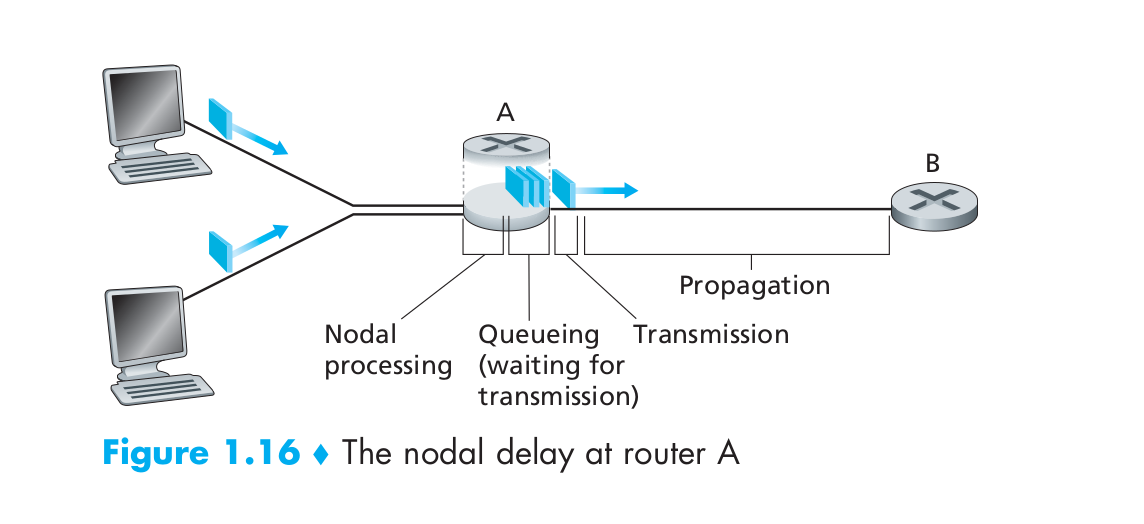 A
B
Propagation
Nodal
processing
Queueing
(waiting for
transmission)
Transmission
Figure 1.16 ♦ The nodal delay at router A